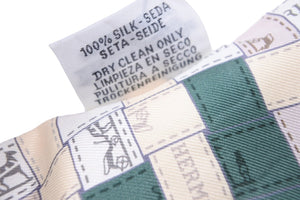 100% SILK-SEDA
SETA-SEIDE
DRY CLEAN ONLY
LIMPIEZA EN SECO
PULITURA A SECCO
TROCKENREINIGUNG
HERM